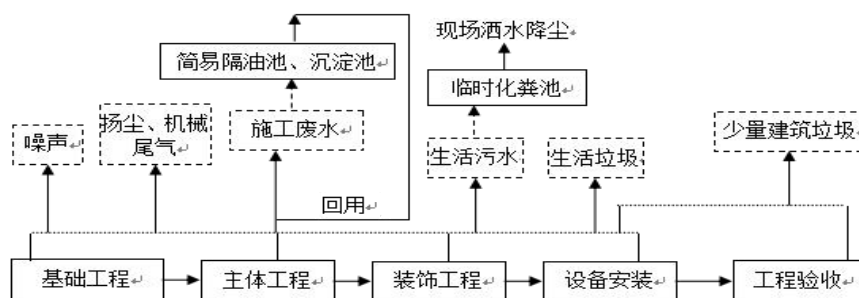 现场洒水降尘
简易隔油池、沉淀池
临时化粪池
噪声
扬尘、机械
尾气
施工废水
生活污水
生活垃圾
少量建筑垃圾
回用
基础工程
主体工程
装饰工程
设备安装
工程验收